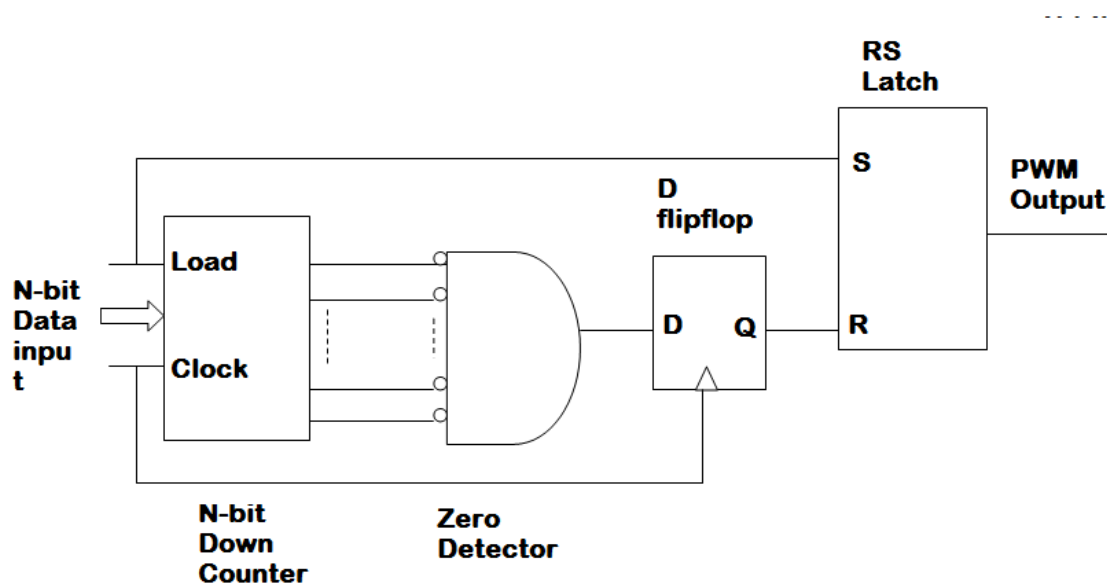 RS
Latch
S
D
flipflop
PWM
Output
Load
N-bit
Data
inpu
t
D
Q
R
Clock
N-bit
Down
Counter
Zero
Detector